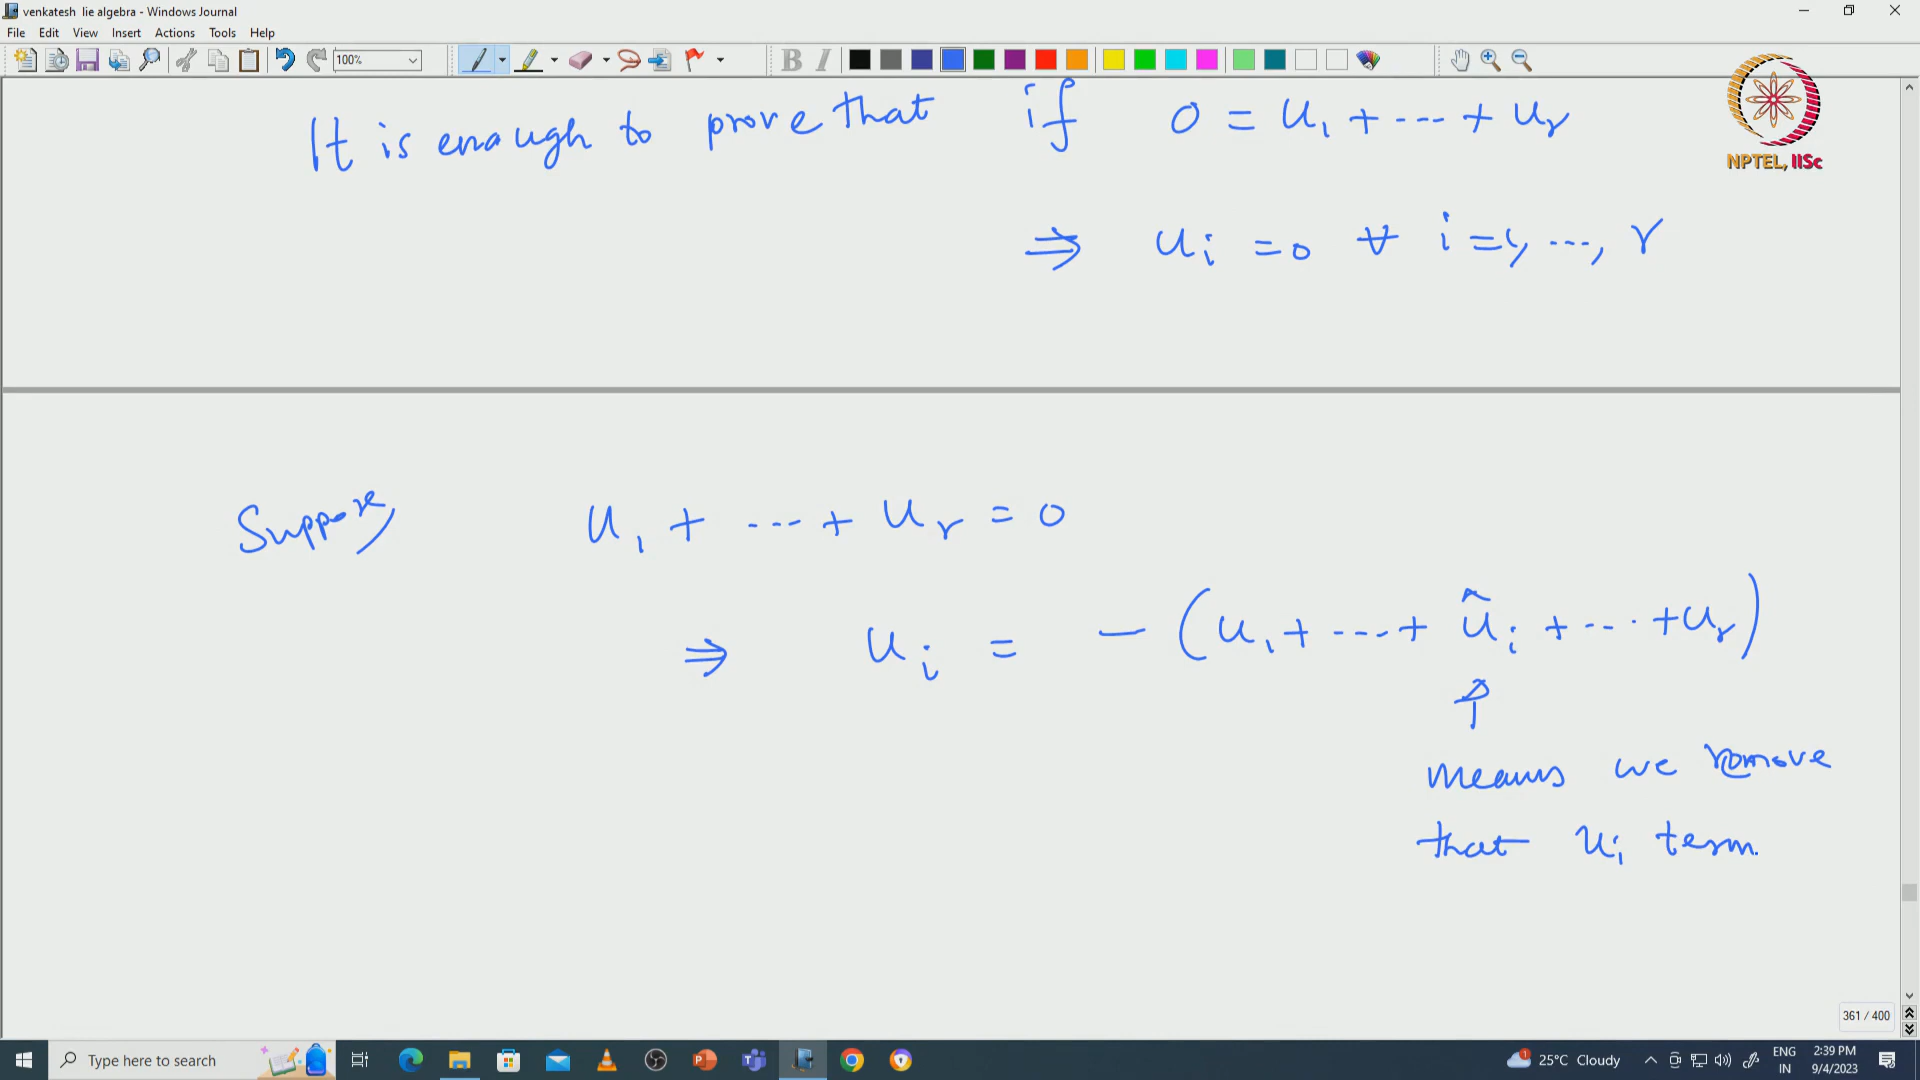 venkatesh lie algebra - Windows Journal
File Edit View Insert Actions Tools Help
100%
B I
NPTEL, IISc
It is enough to prove that if 0 = u₁ + --- + uᵣ
⇒ uᵢ = 0 ∀ i = 1, ..., r
Suppose, u₁ + --- + uᵣ = 0
⇒ uᵢ = - (u₁ + --- + ûᵢ + --- + uᵣ)
↑
means we remove
that uᵢ term.
361 / 400
Type here to search
25°C Cloudy
ENG
IN
2:39 PM
9/4/2023